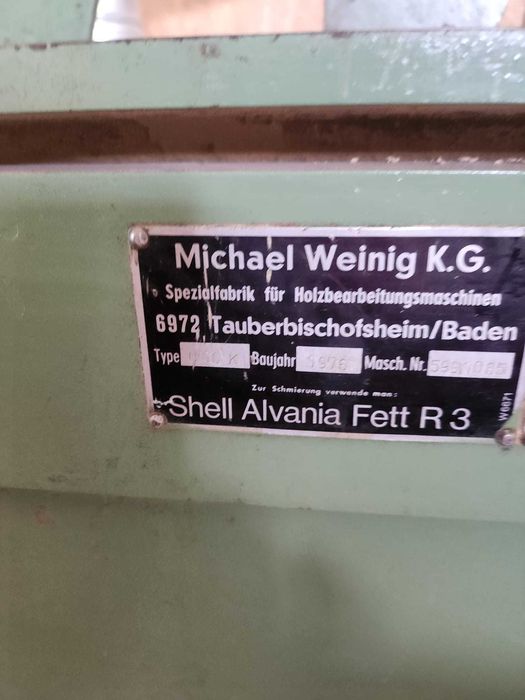 Michael Weinig K.G.
Spezialfabrik für Holzbearbeitungsmaschinen
6972 Tauberbischofsheim/Baden
Type Baujahr 1976 Masch. Nr.
Zur Schmierung verwende man:
Shell Alvania Fett R 3
W6671